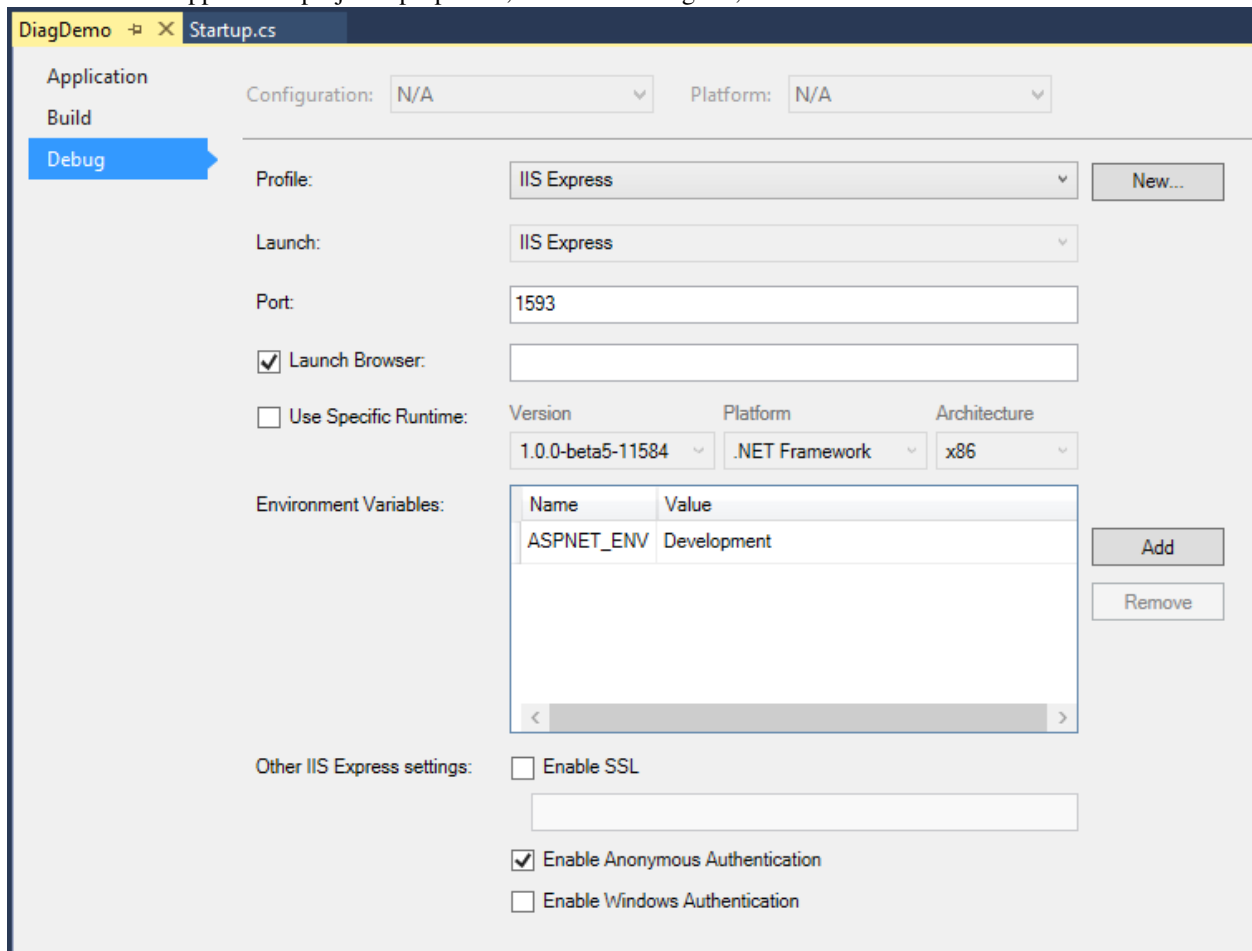 DiagDemo Startup.cs
Application
Build
Debug
Configuration: N/A Platform: N/A
Profile: IIS Express New...
Launch: IIS Express
Port: 1593
Launch Browser:
Use Specific Runtime: Version Platform Architecture
1.0.0-beta5-11584 .NET Framework x86
Environment Variables: Name Value
ASPNET_ENV Development
Add
Remove
Other IIS Express settings: Enable SSL
Enable Anonymous Authentication
Enable Windows Authentication